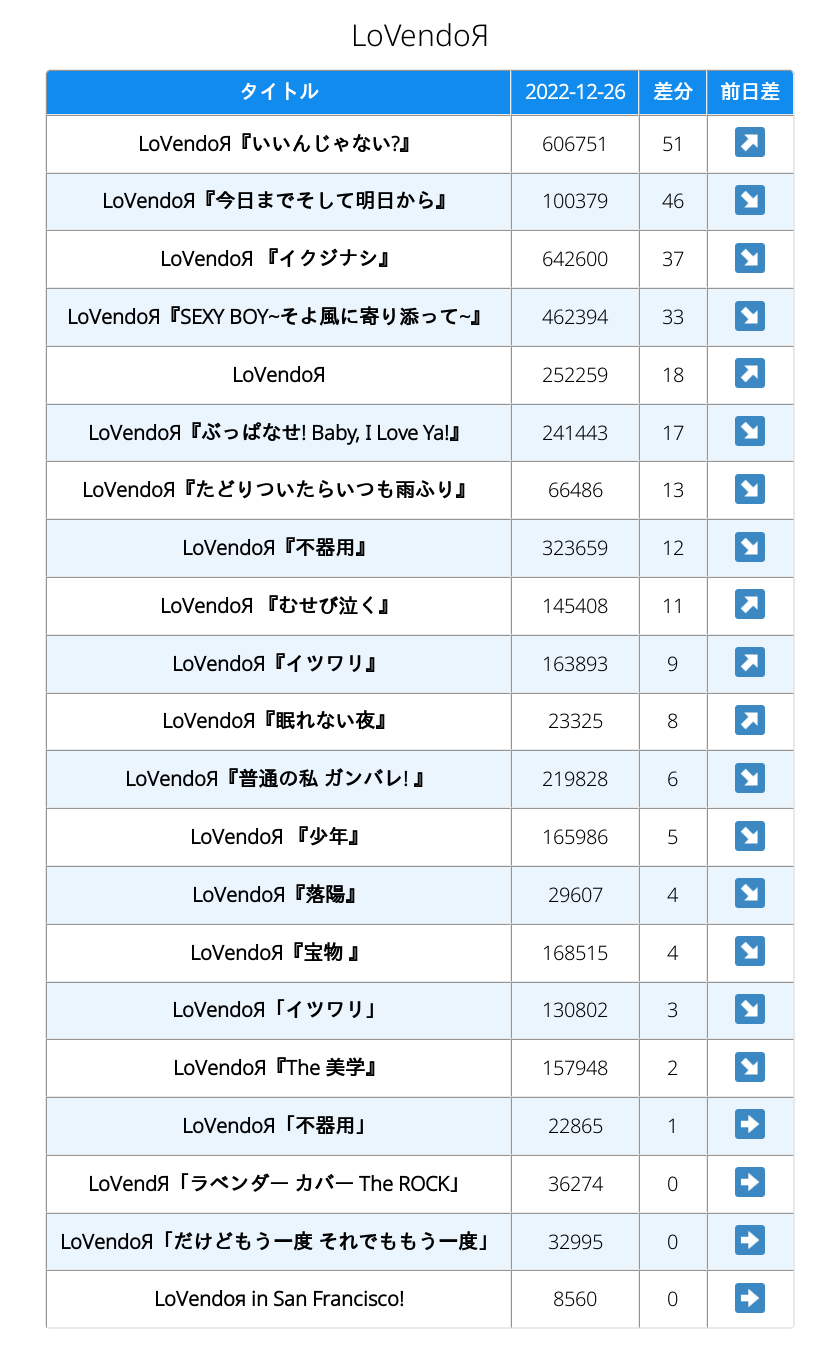 LoVendoЯ
タイトル 2022-12-26 差分 前日差
LoVendoЯ『いいんじゃない?』 606751 51 ↗
LoVendoЯ『今日までそして明日から』 100379 46 ↘
LoVendoЯ 『イクジナシ』 642600 37 ↘
LoVendoЯ『SEXY BOY~そよ風に寄り添って~』 462394 33 ↘
LoVendoЯ 252259 18 ↗
LoVendoЯ『ぶっぱなせ! Baby, I Love Ya!』 241443 17 ↘
LoVendoЯ『たどりついたらいつも雨ふり』 66486 13 ↘
LoVendoЯ『不器用』 323659 12 ↘
LoVendoЯ 『むせび泣く』 145408 11 ↗
LoVendoЯ『イツワリ』 163893 9 ↗
LoVendoЯ『眠れない夜』 23325 8 ↗
LoVendoЯ『普通の私 ガンバレ! 』 219828 6 ↘
LoVendoЯ 『少年』 165986 5 ↘
LoVendoЯ『落陽』 29607 4 ↘
LoVendoЯ『宝物 』 168515 4 ↘
LoVendoЯ「イツワリ」 130802 3 ↘
LoVendoЯ『The 美学』 157948 2 ↘
LoVendoЯ「不器用」 22865 1 ➡
LoVendЯ「ラベンダー カバー The ROCK」 36274 0 ➡
LoVendoЯ「だけどもう一度 それでももう一度」 32995 0 ➡
LoVendoя in San Francisco! 8560 0 ➡